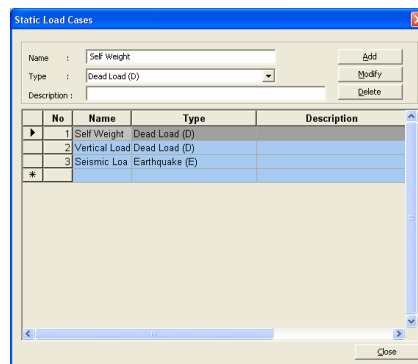 Static Load Cases
Name : Self Weight Add
Type : Dead Load (D) Modify
Description : Delete
No Name Type Description
1 Self Weight Dead Load (D)
2 Vertical Load Dead Load (D)
3 Seismic Loa Earthquake (E)
Close